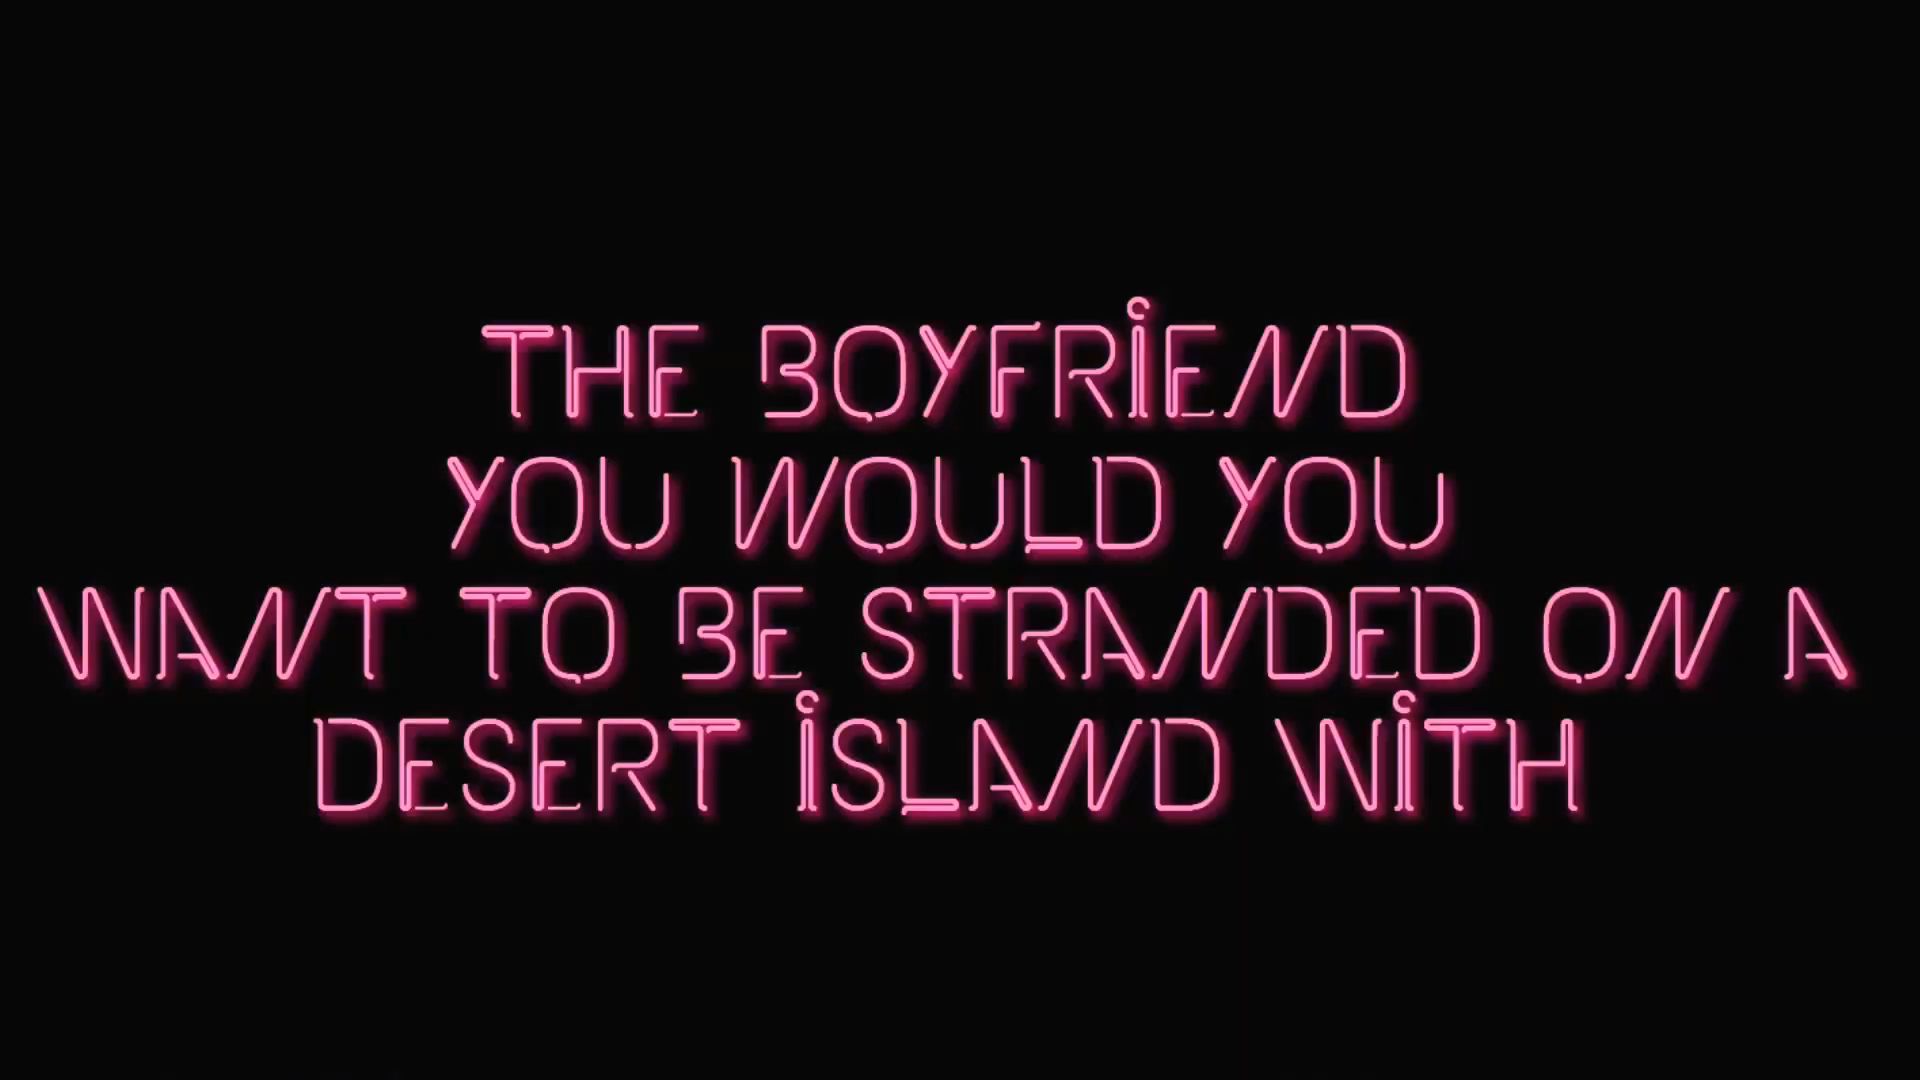 THE BOYFRIEND
YOU WOULD YOU
WANT TO BE STRANDED ON A
DESERT ISLAND WITH